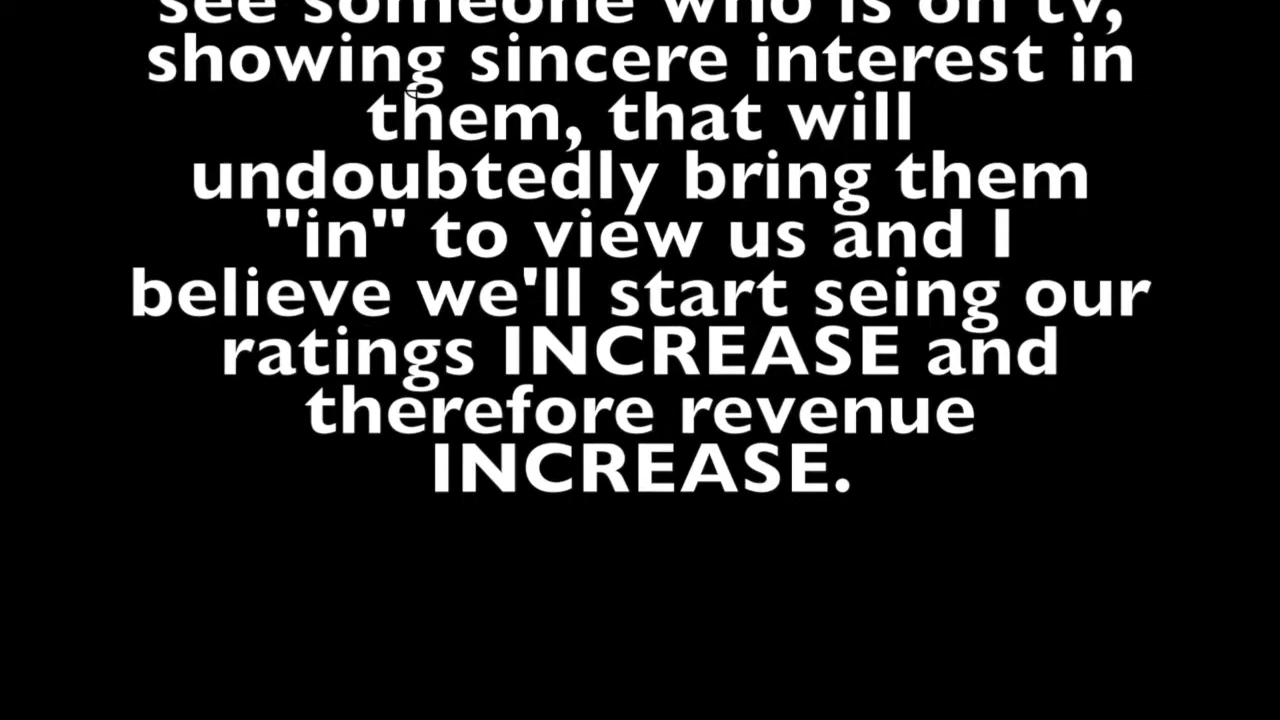 see someone who is on tv,
showing sincere interest in
them, that will
undoubtedly bring them
"in" to view us and I
believe we'll start seing our
ratings INCREASE and
therefore revenue
INCREASE.